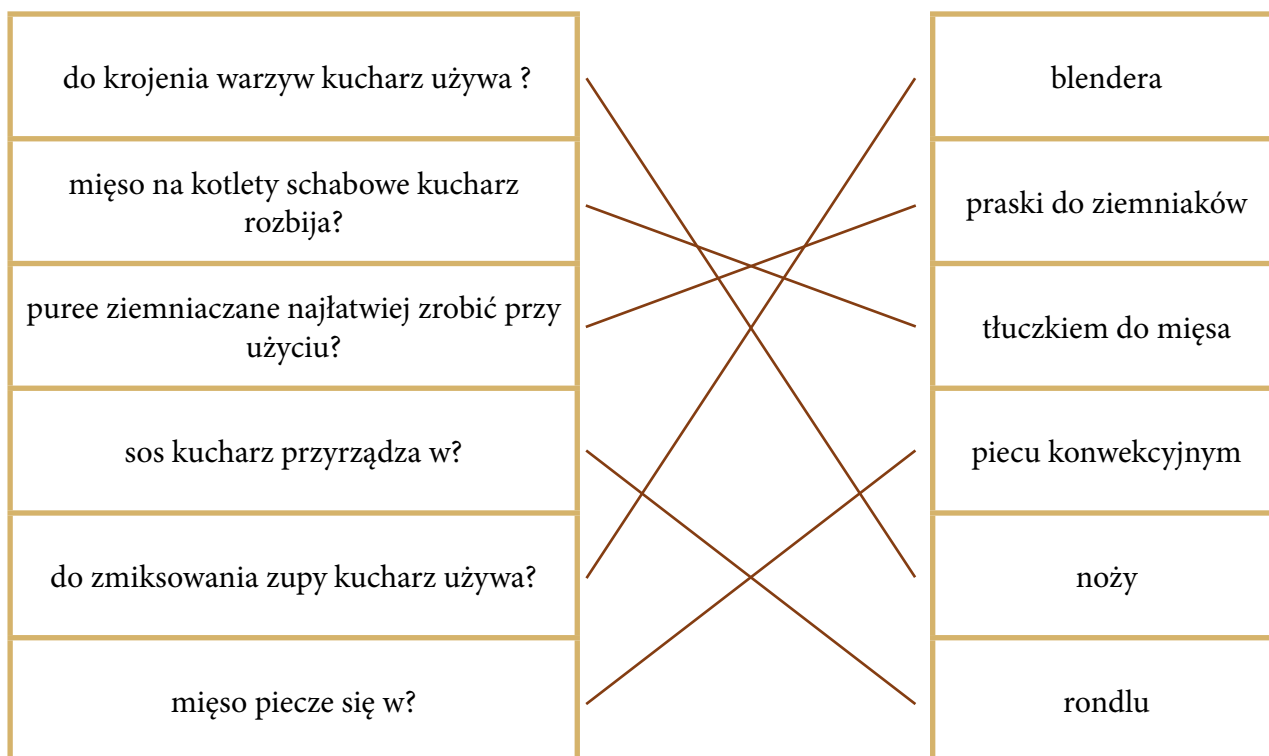 do krojenia warzyw kucharz używa ?
blendera
mięso na kotlety schabowe kucharz
rozbija?
praski do ziemniaków
puree ziemniaczane najłatwiej zrobić przy
użyciu?
tłuczkiem do mięsa
sos kucharz przyrządza w?
piecu konwekcyjnym
do zmiksowania zupy kucharz używa?
noży
mięso piecze się w?
rondlu